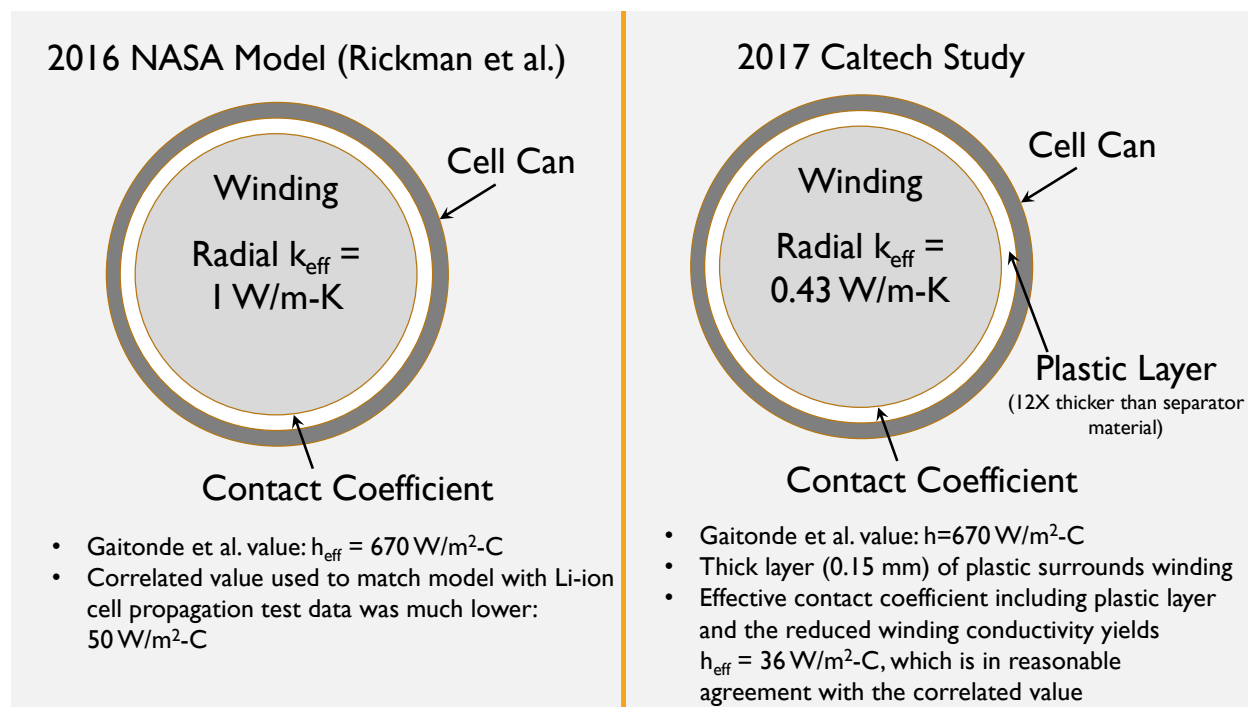 2016 NASA Model (Rickman et al.)
Cell Can
Winding
Radial keff =
1 W/m-K
Contact Coefficient
• Gaitonde et al. value: heff = 670 W/m2-C
• Correlated value used to match model with Li-ion
cell propagation test data was much lower:
50 W/m2-C
2017 Caltech Study
Cell Can
Winding
Radial keff =
0.43 W/m-K
Plastic Layer
(12X thicker than separator
material)
Contact Coefficient
• Gaitonde et al. value: h=670 W/m2-C
• Thick layer (0.15 mm) of plastic surrounds winding
• Effective contact coefficient including plastic layer
and the reduced winding conductivity yields
heff = 36 W/m2-C, which is in reasonable
agreement with the correlated value